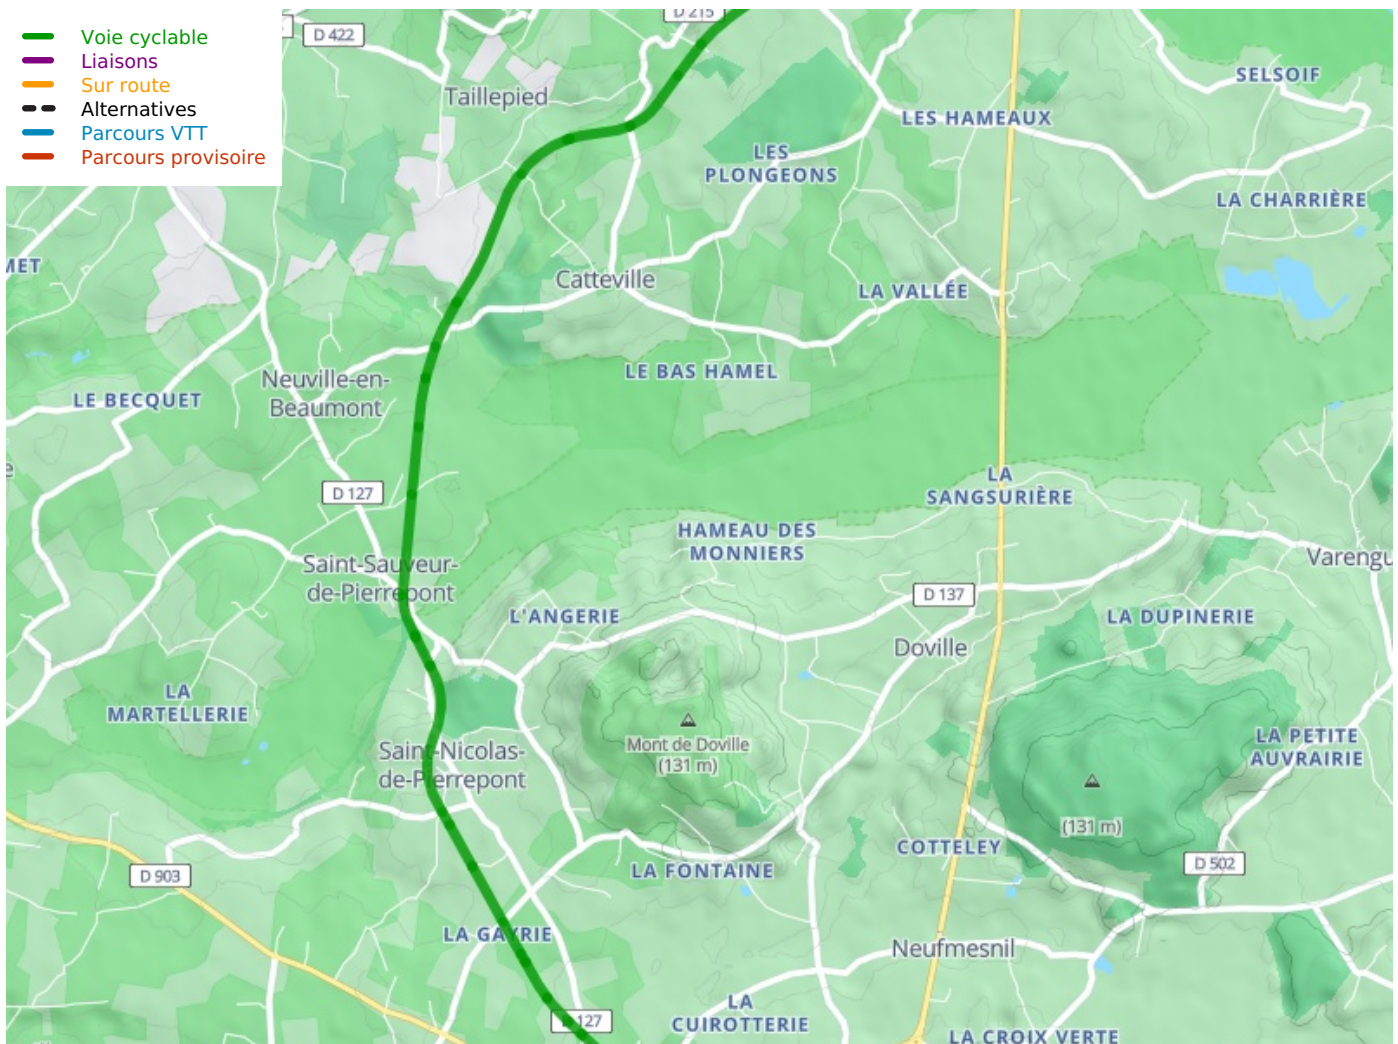 Voie cyclable
Liaisons
Sur route
Alternatives
Parcours VTT
Parcours provisoire
D 422
D 215
SELSOIF
Taillepied
LES HAMEAUX
LES
PLONGEONS
LA CHARRIÈRE
MET
Catteville
LA VALLÉE
LE BAS HAMEL
Neuville-en-
Beaumont
LE BECQUET
e
D 127
LA
SANGSURIÈRE
HAMEAU DES
MONNIERS
Varengu
Saint-Sauveur-
de-Pierrepont
D 137
L'ANGERIE
LA DUPINERIE
Doville
LA
MARTELLERIE
Mont de Doville
(131 m)
LA PETITE
AUVRAIRIE
Saint-Nicolas-
de-Pierrepont
(131 m)
COTTELEY
D 502
D 903
LA FONTAINE
LA GAYRIE
Neufmesnil
LA
CUIROTTERIE
127
LA CROIX VERTE